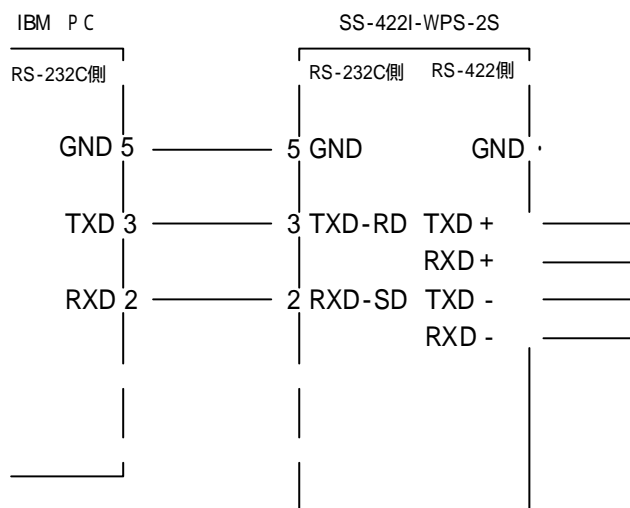 IBM PC
SS-422I-WPS-2S
RS-232C側
RS-232C側
RS-422側
GND 5
5 GND
GND
TXD 3
3 TXD-RD
TXD +
RXD +
RXD 2
2 RXD-SD
TXD -
RXD -